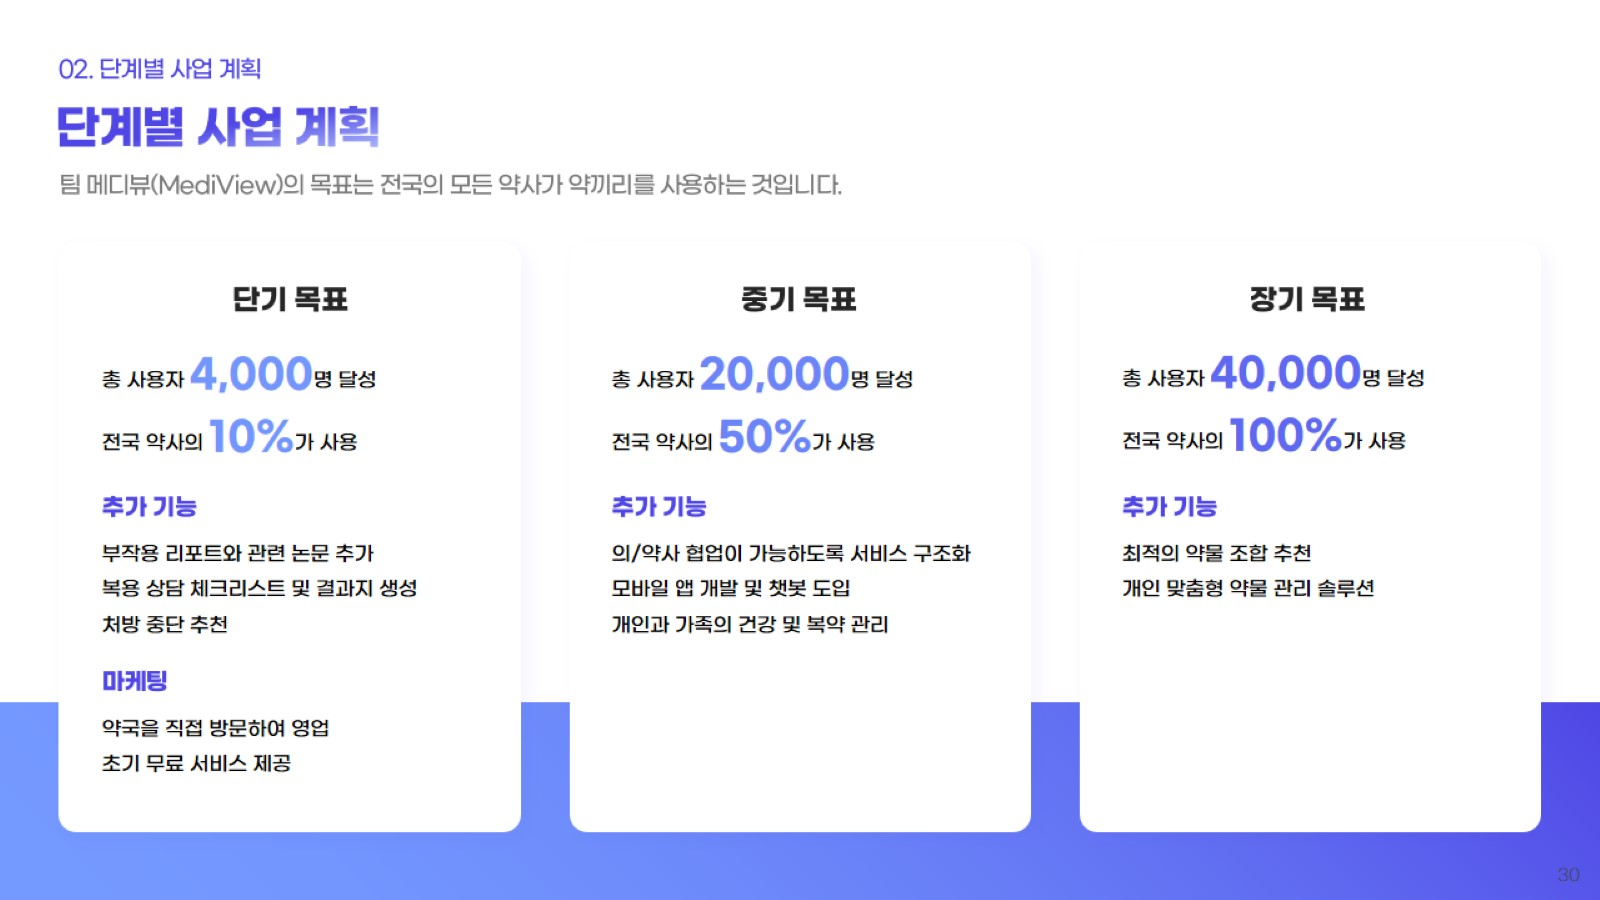 02. 단계별 사업 계획
단계별 사업 계획
팀 메디뷰(MediView)의 목표는 전국의 모든 약사가 약끼리를 사용하는 것입니다.
단기 목표
총 사용자 4,000명 달성
전국 약사의 10%가 사용
추가 기능
부작용 리포트와 관련 논문 추가
복용 상담 체크리스트 및 결과지 생성
처방 중단 추천
마케팅
약국을 직접 방문하여 영업
초기 무료 서비스 제공
중기 목표
총 사용자 20,000명 달성
전국 약사의 50%가 사용
추가 기능
의/약사 협업이 가능하도록 서비스 구조화
모바일 앱 개발 및 챗봇 도입
개인과 가족의 건강 및 복약 관리
장기 목표
총 사용자 40,000명 달성
전국 약사의 100%가 사용
추가 기능
최적의 약물 조합 추천
개인 맞춤형 약물 관리 솔루션
30